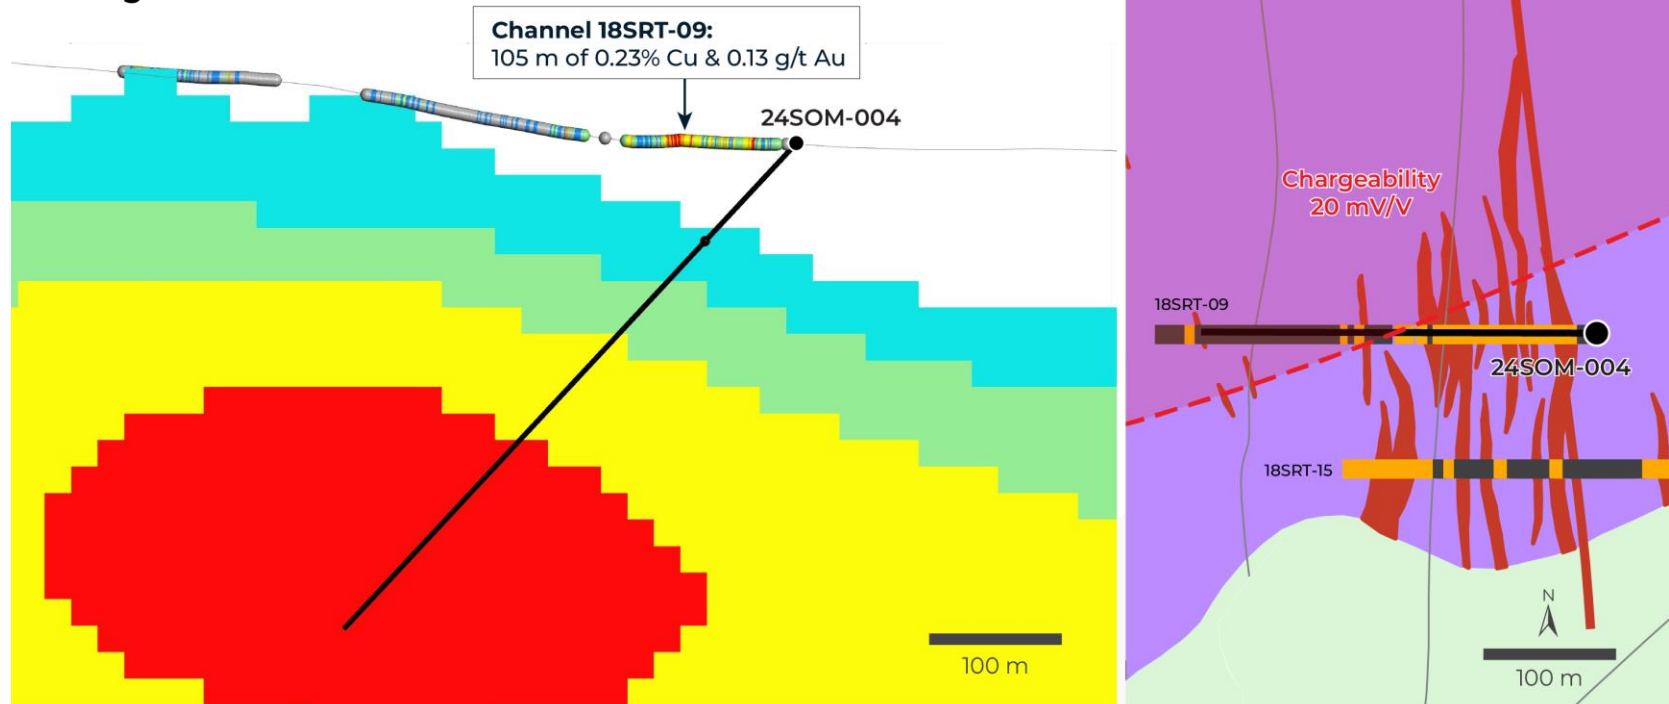 Channel 18SRT-09:
105 m of 0.23% Cu & 0.13 g/t Au
24SOM-004
100 m
Chargeability
20 mV/V
18SRT-09
24SOM-004
18SRT-15
N
100 m